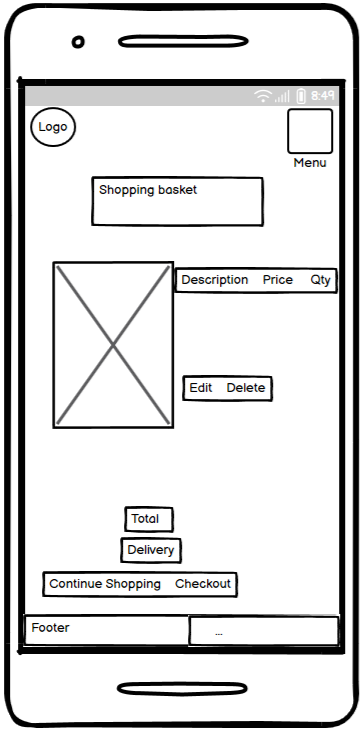 8:49
Logo
Menu
Shopping basket
Description Price Qty
Edit Delete
Total
Delivery
Continue Shopping Checkout
Footer ...